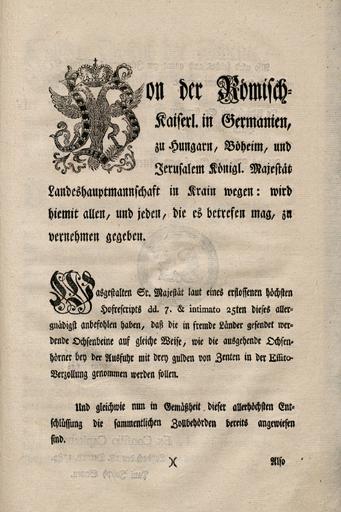 Von der Römisch-
Kaiserl. in Germanien,
zu Hungarn, Böheim, und
Jerusalem Königl. Majestät
Landeshauptmannschaft in Krain wegen: wird
hiemit allen, und jeden, die es betrefen mag, zu
vernehmen gegeben.
Wasgestalten Sr. Majestät laut eines erflossenen höchsten
Hofrescripts dd. 7. & intimato 25ten dieses aller-
gnädigst anbefohlen haben, daß die in fremde Länder gesendet wer-
dende Ochsenbeine auf gleiche Weise, wie die ausgehende Ochsen-
hörner bey der Ausfuhr mit drey gulden von Zenten in der Essito-
Verzollung genommen werden sollen.
Und gleichwie nun in Gemäßheit dieser allerhöchsten Ent-
schlüssung die sammentlichen Zollbehörden bereits angewiesen
sind.
X
Also